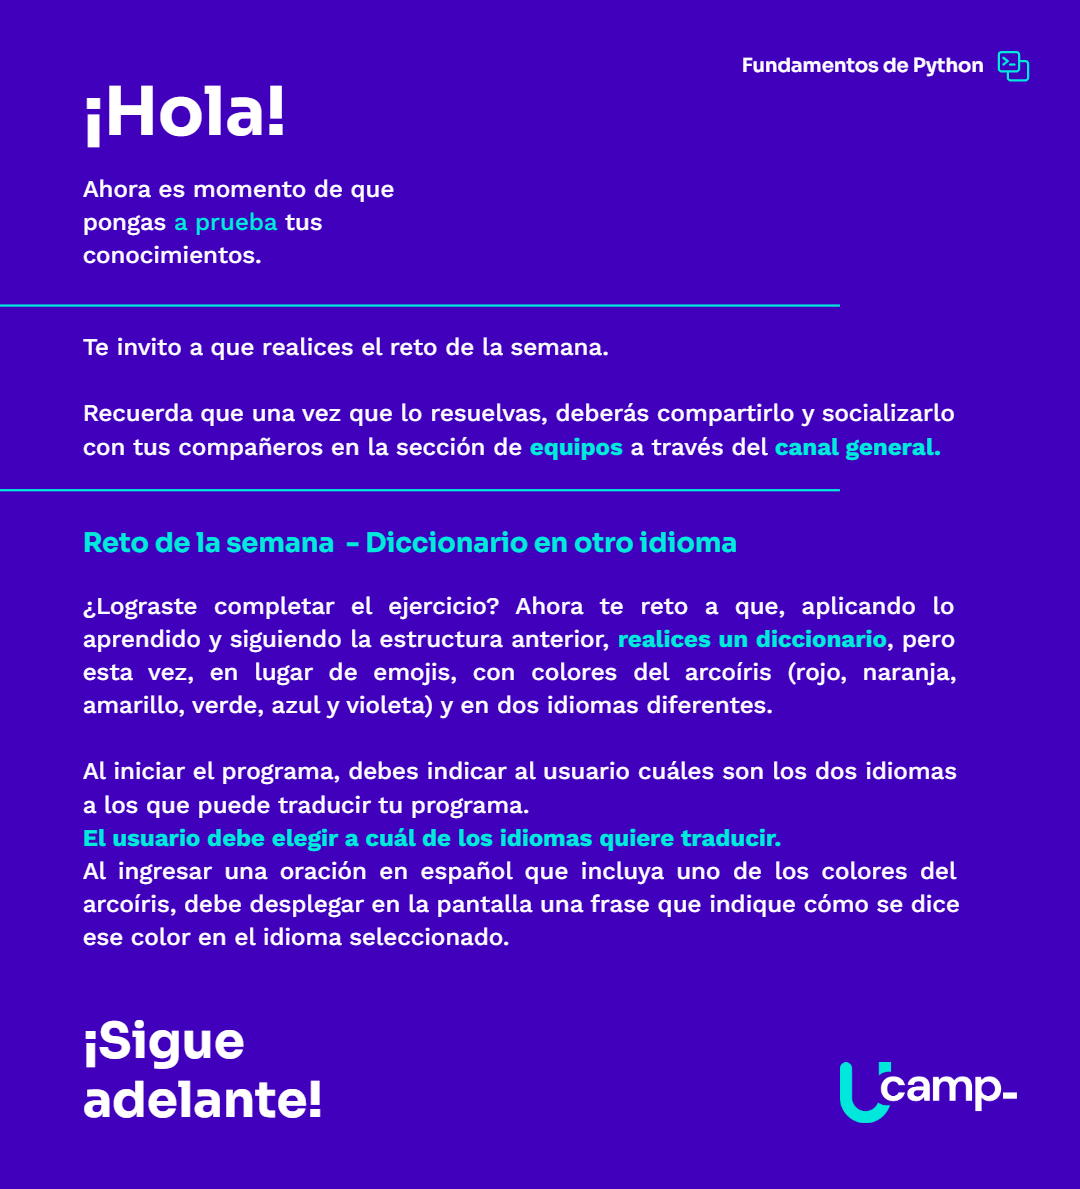 Fundamentos de Python
¡Hola!
Ahora es momento de que
pongas a prueba tus
conocimientos.
Te invito a que realices el reto de la semana.
Recuerda que una vez que lo resuelvas, deberás compartirlo y socializarlo
con tus compañeros en la sección de equipos a través del canal general.
Reto de la semana - Diccionario en otro idioma
¿Lograste completar el ejercicio? Ahora te reto a que, aplicando lo
aprendido y siguiendo la estructura anterior, realices un diccionario, pero
esta vez, en lugar de emojis, con colores del arcoíris (rojo, naranja,
amarillo, verde, azul y violeta) y en dos idiomas diferentes.
Al iniciar el programa, debes indicar al usuario cuáles son los dos idiomas
a los que puede traducir tu programa.
El usuario debe elegir a cuál de los idiomas quiere traducir.
Al ingresar una oración en español que incluya uno de los colores del
arcoíris, debe desplegar en la pantalla una frase que indique cómo se dice
ese color en el idioma seleccionado.
¡Sigue
adelante!
Ucamp_